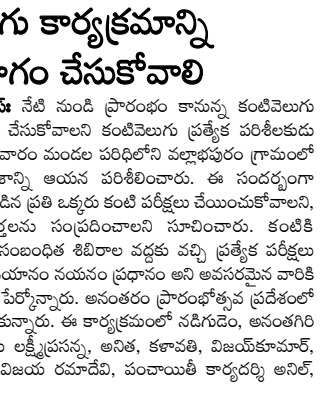 గు కార్యక్రమాన్ని
గం చేసుకోవాలి
నేటి నుండి ప్రారంభం కానున్న కంటివెలుగు
చేసుకోవాలని కంటివెలుగు ప్రత్యేక పరిశీలకుడు
వారం మండల పరిధిలోని వల్లాభపురం గ్రామంలో
శాన్ని ఆయన పరిశీలించారు. ఈ సందర్భంగా
డిన ప్రతి ఒక్కరు కంటి పరీక్షలు చేయించుకోవాలని,
ర్తలను సంప్రదించాలని సూచించారు. కంటికి
సంబంధిత శిబిరాల వద్దకు వచ్చి ప్రత్యేక పరీక్షలు
యానం నయనం ప్రధానం అని అవసరమైన వారికి
పేర్కోన్నారు. అనంతరం ప్రారంభోత్సవ ప్రదేశంలో
కున్నారు. ఈ కార్యక్రమంలో నడిగుడెం, అనంతగిరి
లక్ష్మీప్రసన్న, అనిత, కళావతి, విజయ్‌కూమార్,
విజయ రమాదేవి, పంచాయితీ కార్యదర్శి అనిల్,